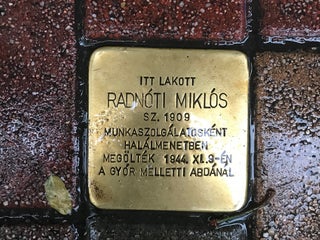 ITT LAKOTT
RADNÓTI MIKLÓS
SZ. 1909
MUNKASZOLGÁLATOSKÉNT
HALÁLMENETBEN
MEGÖLTÉK 1944. XI.9-ÉN
A GYŐR MELLETTI ABDÁNÁL